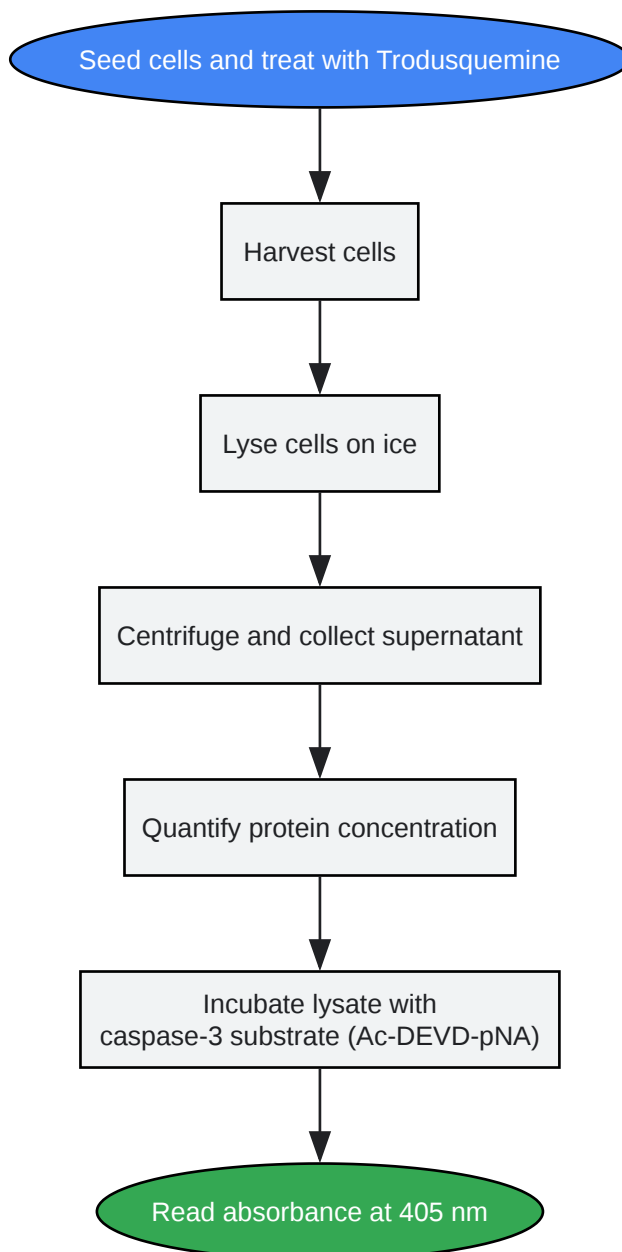 Seed cells and treat with Trodusquemine
Harvest cells
Lyse cells on ice
Centrifuge and collect supernatant
Quantify protein concentration
Incubate lysate with
caspase-3 substrate (Ac-DEVD-pNA)
Read absorbance at 405 nm